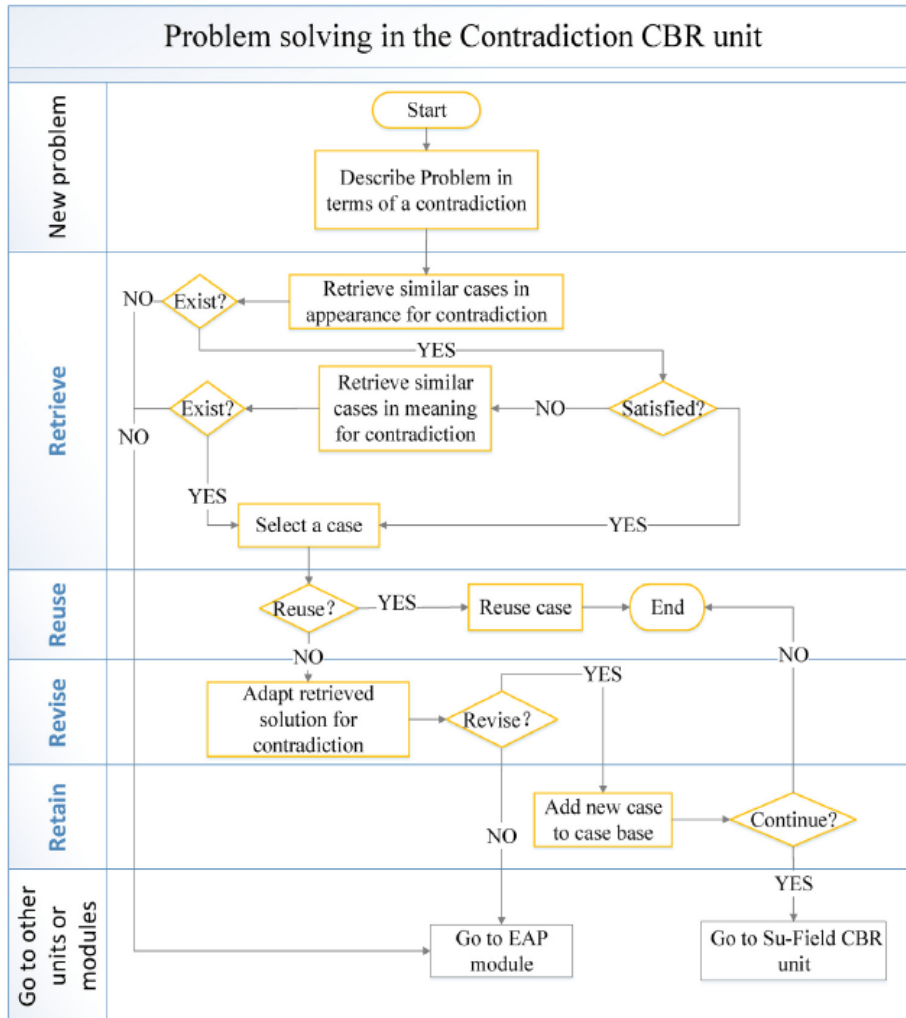 Problem solving in the Contradiction CBR unit
New problem
Start
Describe Problem in
terms of a contradiction
Retrieve
NO
Exist?
Retrieve similar cases in
appearance for contradiction
YES
Exist?
Retrieve similar
cases in meaning
for contradiction
NO
Satisfied?
NO
YES
Select a case
YES
Reuse
Reuse?
YES
Reuse case
End
NO
NO
Revise
Adapt retrieved
solution for
contradiction
Revise?
YES
Retain
NO
Add new case
to case base
Continue?
YES
Go to other
units or
modules
Go to EAP
module
Go to Su-Field CBR
unit